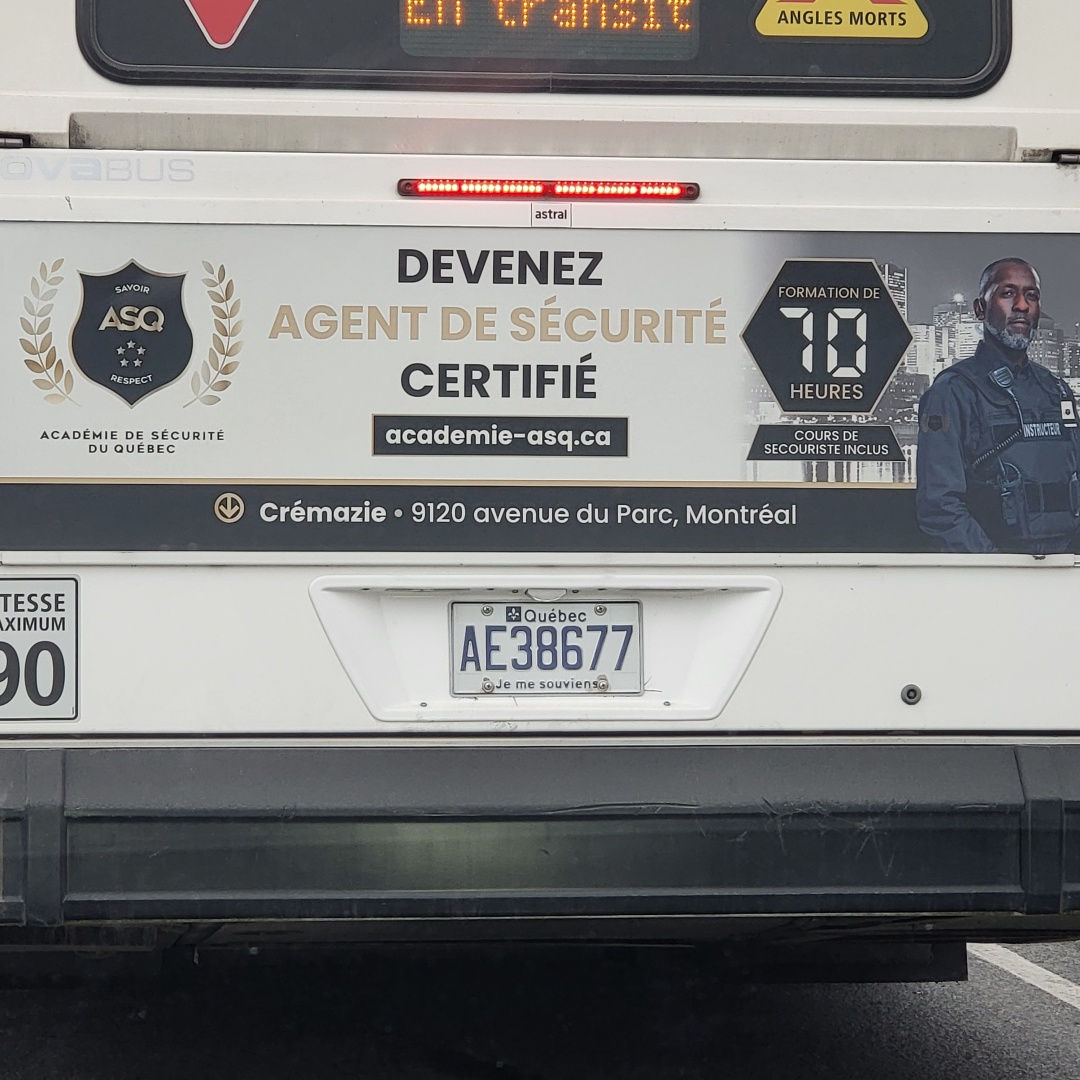 En transit
ANGLES MORTS
novaBUS
astral
DEVENEZ
AGENT DE SÉCURITÉ
CERTIFIÉ
academie-asq.ca
SAVOIR
ASQ
RESPECT
ACADÉMIE DE SÉCURITÉ
DU QUÉBEC
FORMATION DE
70
HEURES
COURS DE
SECOURISTE INCLUS
INSTRUCTEUR
Crémazie • 9120 avenue du Parc, Montréal
TESSE
AXIMUM
90
Québec
AE38677
Je me souviens